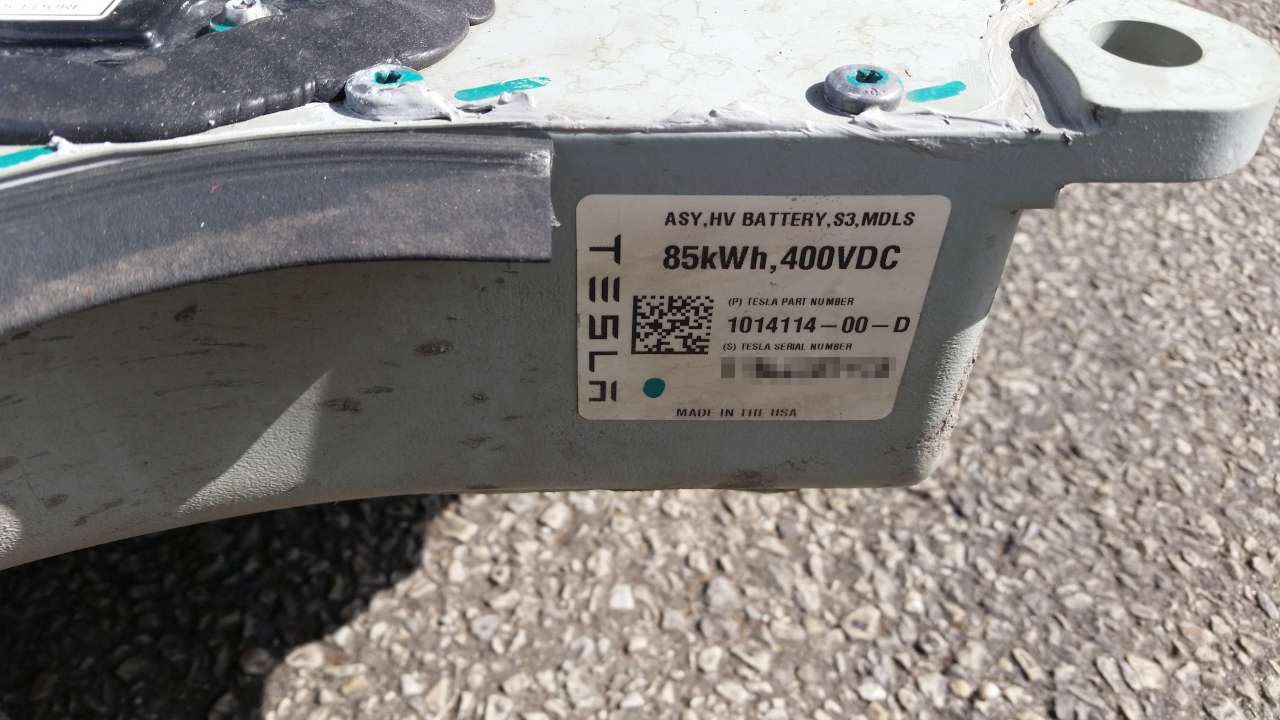 ASY,HV BATTERY,S3,MDLS
85kWh,400VDC
TESLA
(P) TESLA PART NUMBER
1014114-00-D
(S) TESLA SERIAL NUMBER
MADE IN THE USA